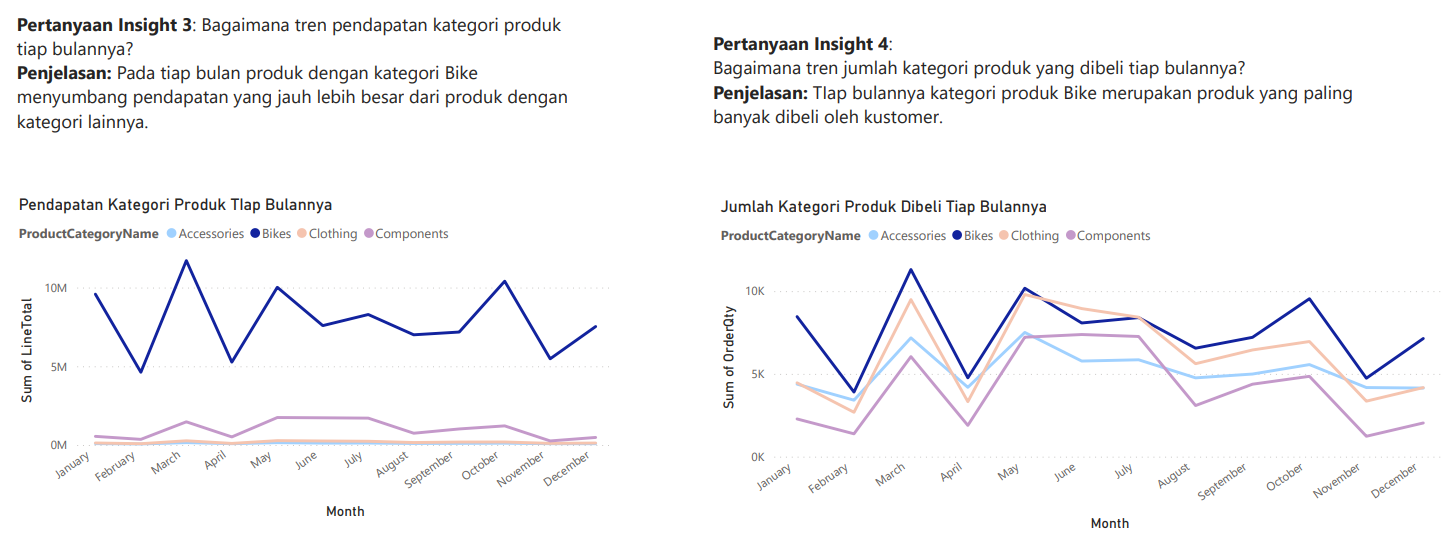 Pertanyaan Insight 3: Bagaimana tren pendapatan kategori produk
tiap bulannya?
Penjelasan: Pada tiap bulan produk dengan kategori Bike
menyumbang pendapatan yang jauh lebih besar dari produk dengan
kategori lainnya.
Pendapatan Kategori Produk TIap Bulannya
ProductCategoryName Accessories Bikes Clothing Components
Sum of LineTotal
10M
5M
0M
January
February
March
April
May
June
July
August
September
October
November
December
Month
Pertanyaan Insight 4:
Bagaimana tren jumlah kategori produk yang dibeli tiap bulannya?
Penjelasan: TIap bulannya kategori produk Bike merupakan produk yang paling
banyak dibeli oleh kustomer.
Jumlah Kategori Produk Dibeli Tiap Bulannya
ProductCategoryName Accessories Bikes Clothing Components
Sum of OrderQty
10K
5K
0K
January
February
March
April
May
June
July
August
September
October
November
December
Month